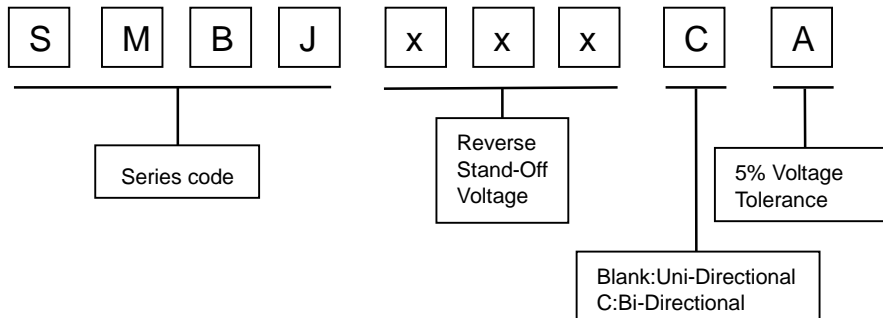 S M B J x x x C A
Series code
Reverse
Stand-Off
Voltage
5% Voltage
Tolerance
Blank:Uni-Directional
C:Bi-Directional